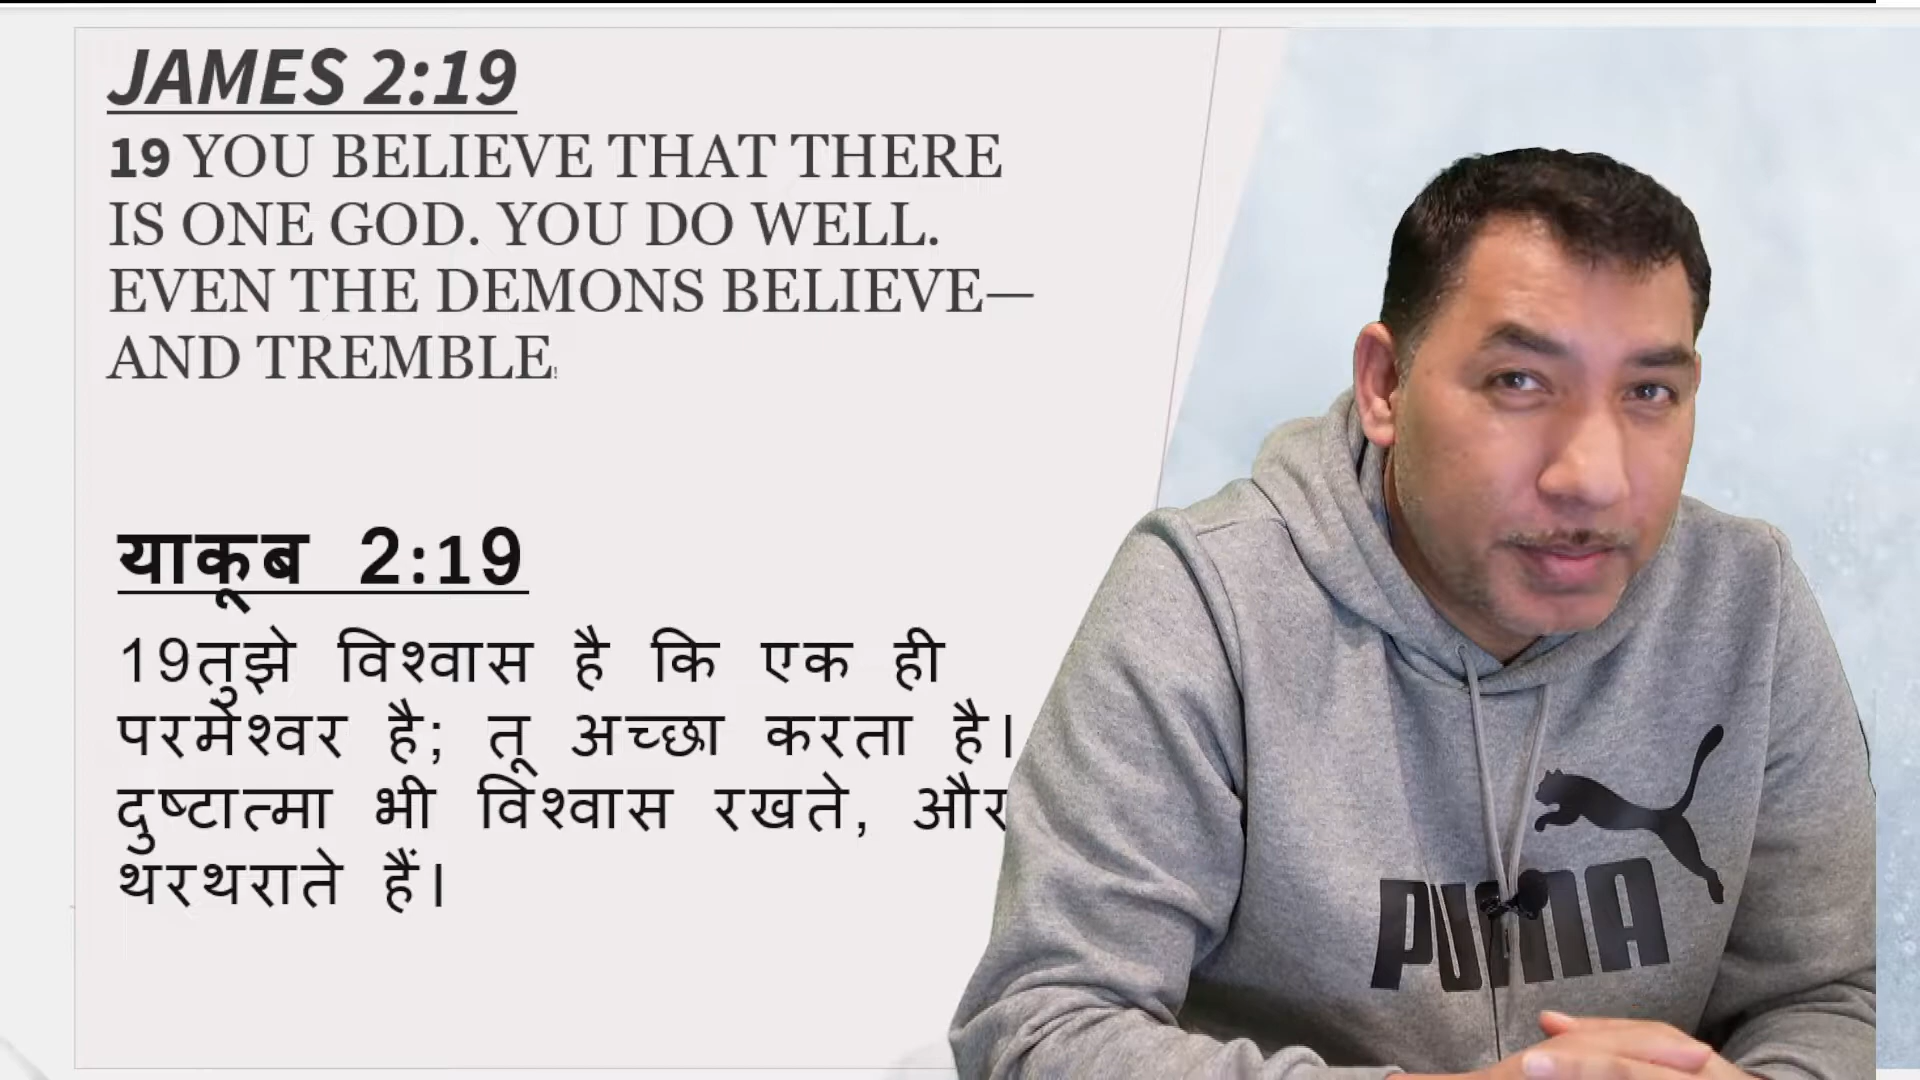 JAMES 2:19
19 YOU BELIEVE THAT THERE
IS ONE GOD. YOU DO WELL.
EVEN THE DEMONS BELIEVE—
AND TREMBLE!
याकूब 2:19
19तुझे विश्वास है कि एक ही
परमेश्वर है; तू अच्छा करता है।
दुष्टात्मा भी विश्वास रखते, और
थरथराते हैं।
PUMA